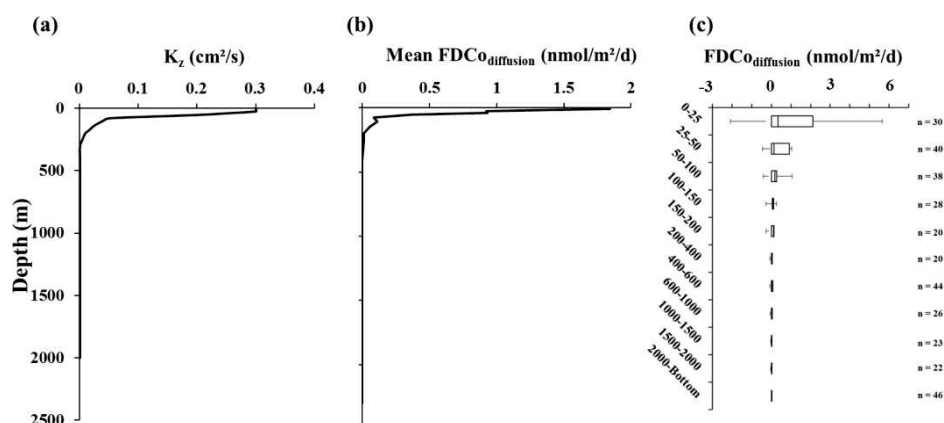 (a)
(b)
(c)
K_z (cm²/s)
Mean FDCo_diffusion (nmol/m²/d)
FDCo_diffusion (nmol/m²/d)
0 0.1 0.2 0.3 0.4
0 0.5 1 1.5 2
-3 0 3 6
Depth (m)
0
500
1000
1500
2000
2500
0-25 n = 30
25-50 n = 40
50-100 n = 38
100-150 n = 28
150-200 n = 20
200-400 n = 20
400-600 n = 44
600-1000 n = 26
1000-1500 n = 23
1500-2000 n = 22
2000-Bottom n = 46